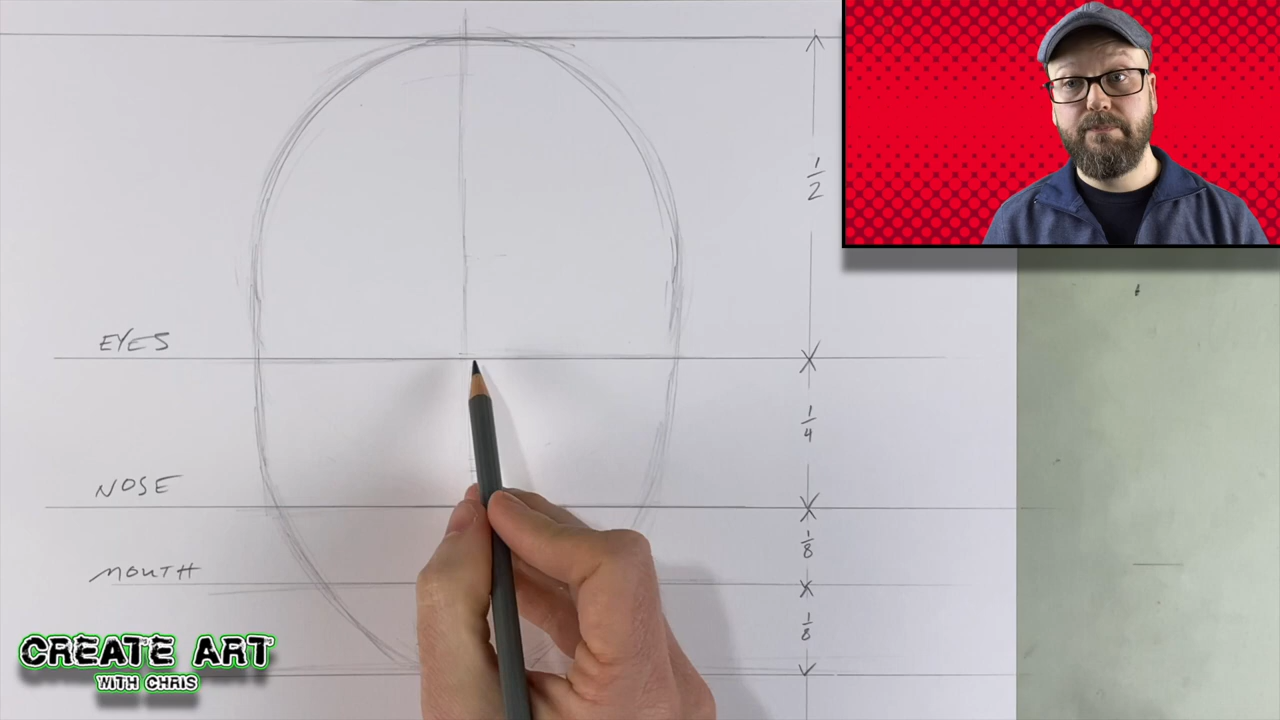 1/2
EYES
1/4
NOSE
1/8
MOUTH
1/8
CREATE ART
WITH CHRIS